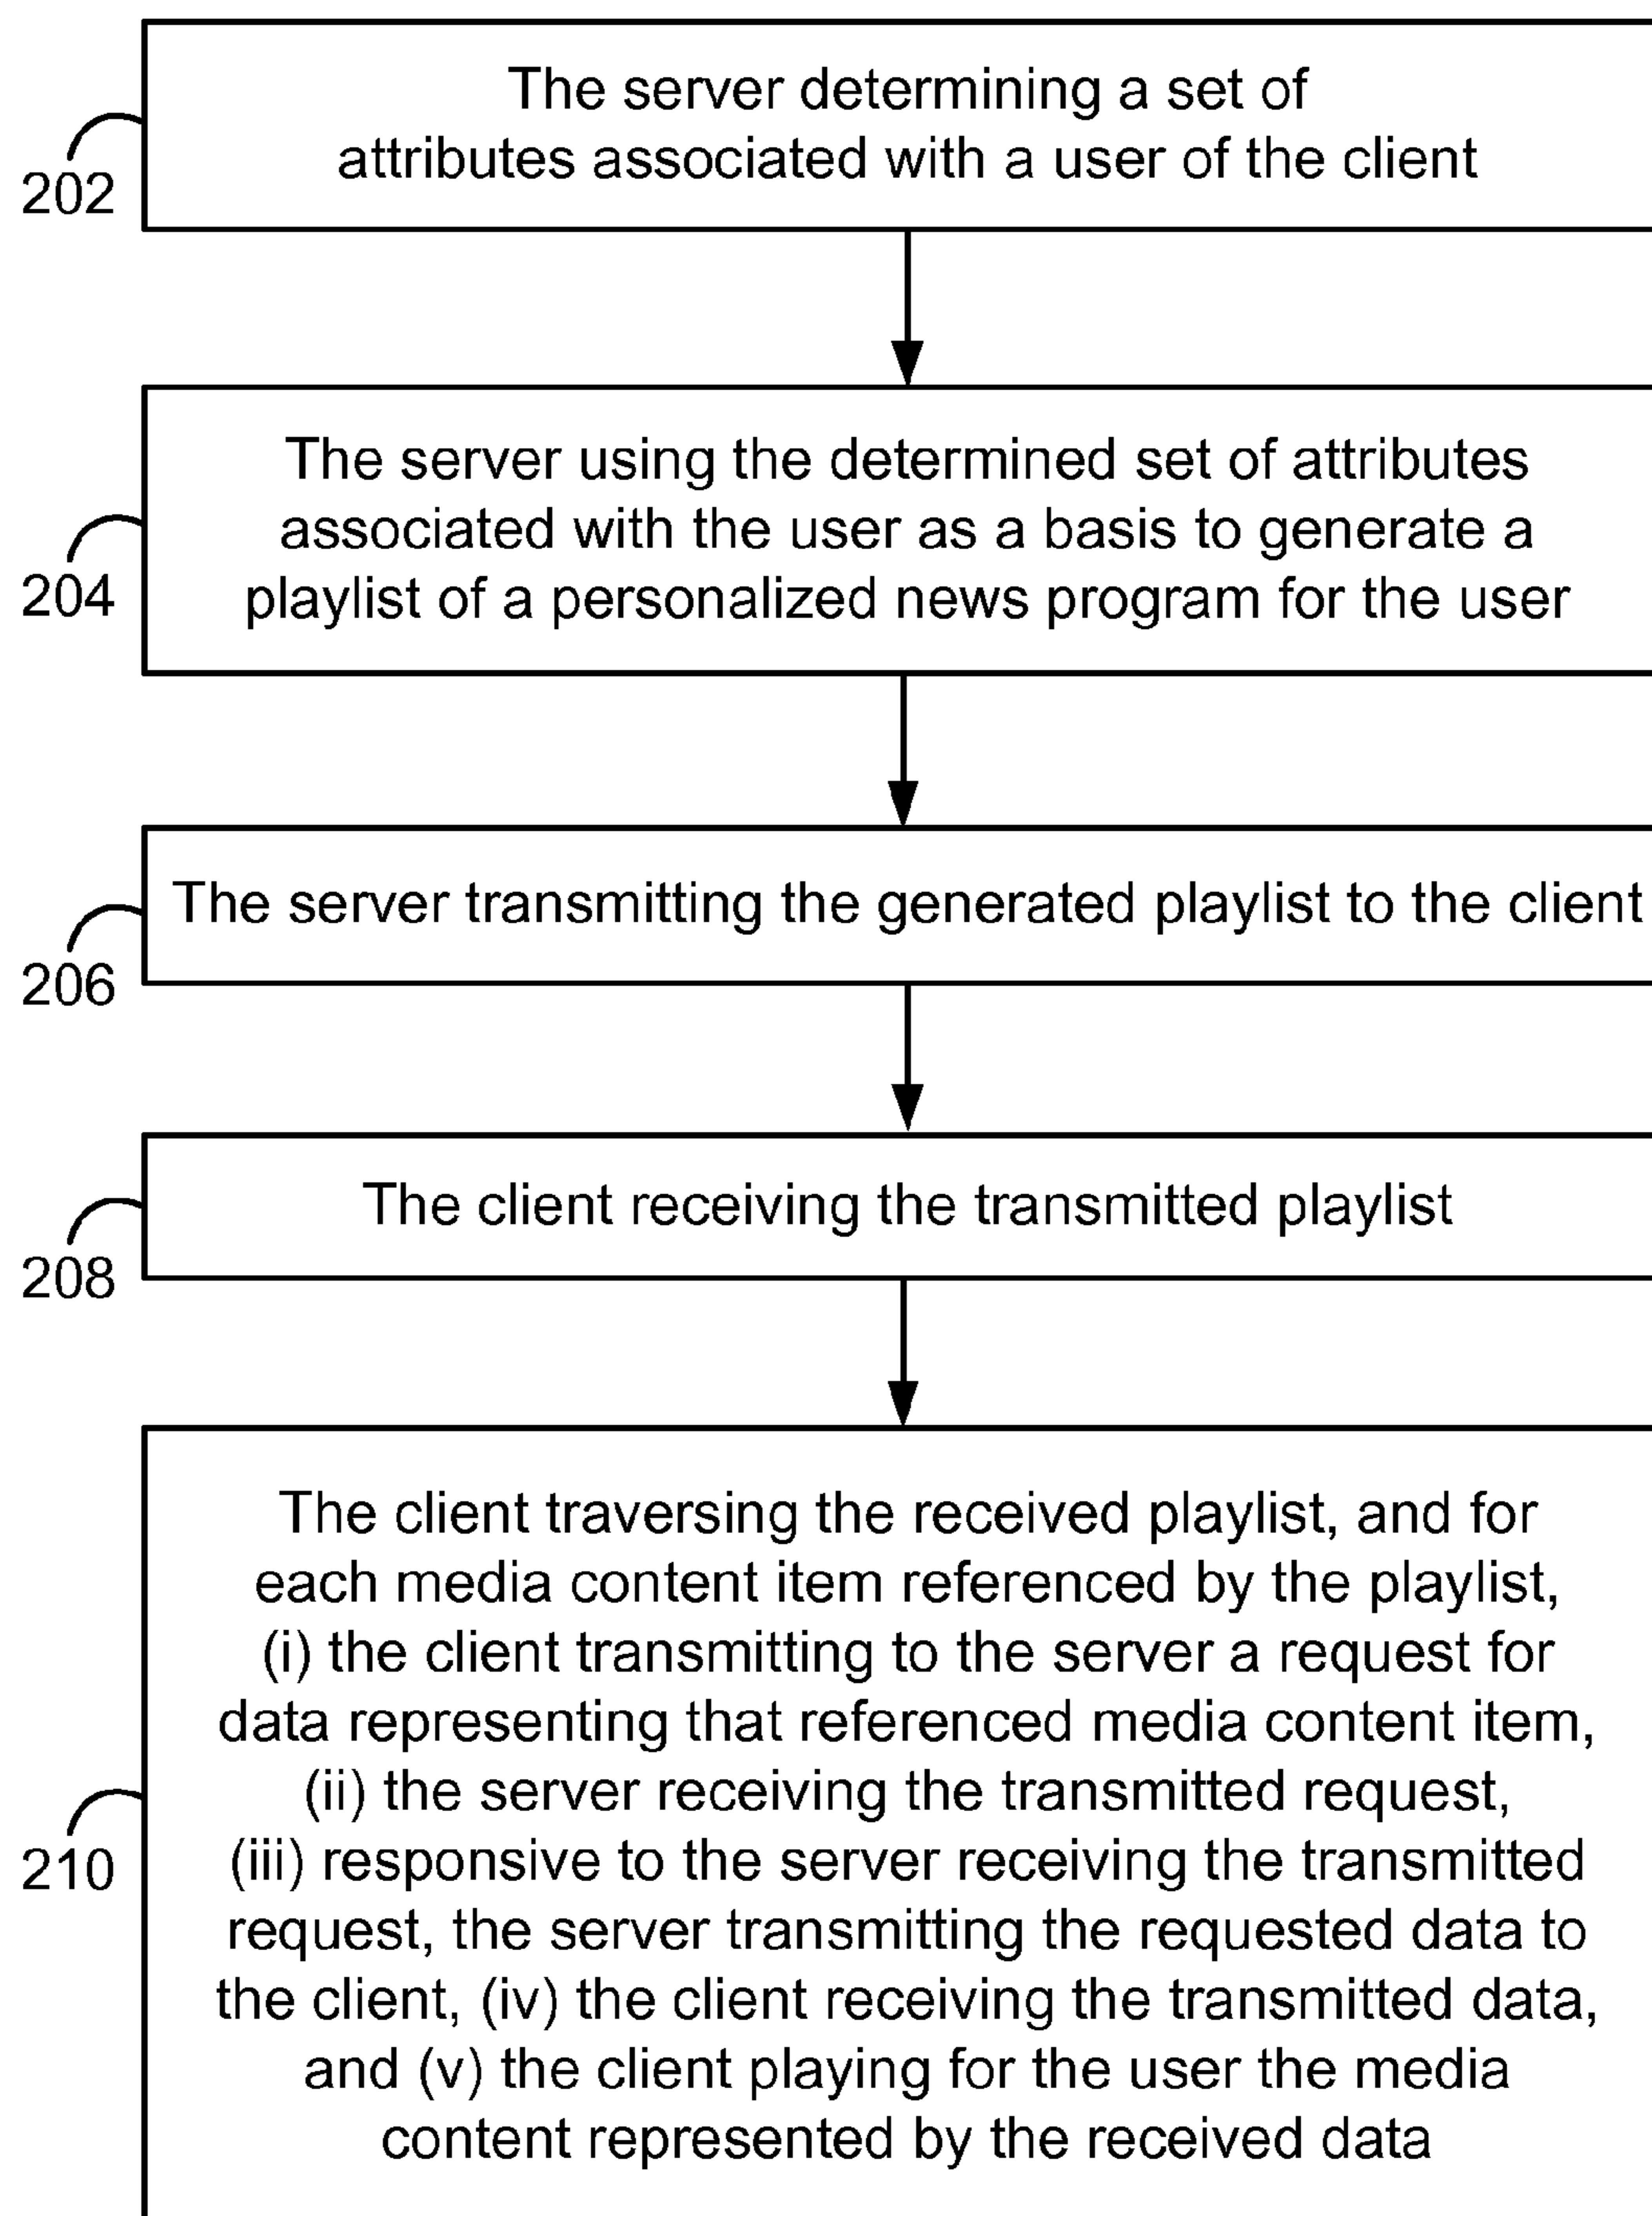 The server determining a set of
attributes associated with a user of the client
202
The server using the determined set of attributes
associated with the user as a basis to generate a
playlist of a personalized news program for the user
204
The server transmitting the generated playlist to the client
206
The client receiving the transmitted playlist
208
The client traversing the received playlist, and for
each media content item referenced by the playlist,
(i) the client transmitting to the server a request for
data representing that referenced media content item,
(ii) the server receiving the transmitted request,
(iii) responsive to the server receiving the transmitted
request, the server transmitting the requested data to
the client, (iv) the client receiving the transmitted data,
and (v) the client playing for the user the media
content represented by the received data
210